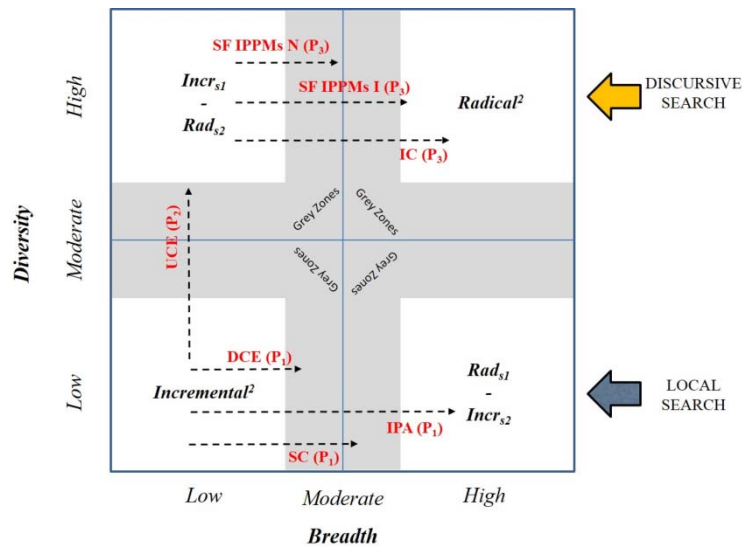 SF IPPMs N (P3)
Incrs1
SF IPPMs I (P3)
-
Rads2
Radical2
IC (P3)
DISCURSIVE
SEARCH
High
Grey Zones
Grey Zones
Grey Zones
Grey Zones
UCE (P2)
Moderate
Diversity
DCE (P1)
Incremental2
Rads1
-
Incrs2
IPA (P1)
SC (P1)
LOCAL
SEARCH
Low
Low
Moderate
High
Breadth